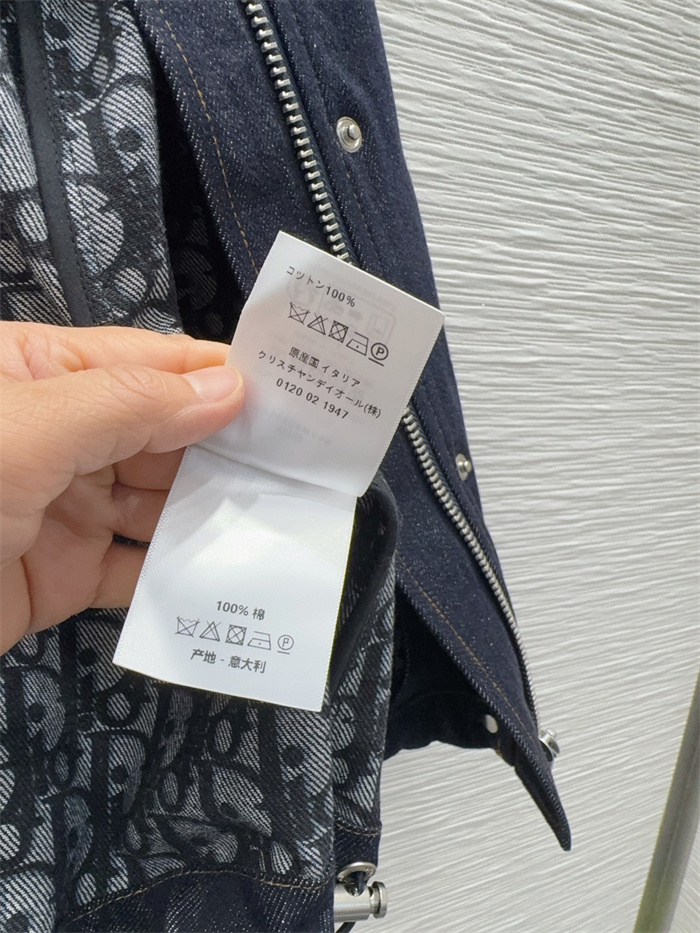 コットン100%
P
原産国 イタリア
クリスチャンディオール(株)
0120 02 1947
100% 棉
P
产地 - 意大利